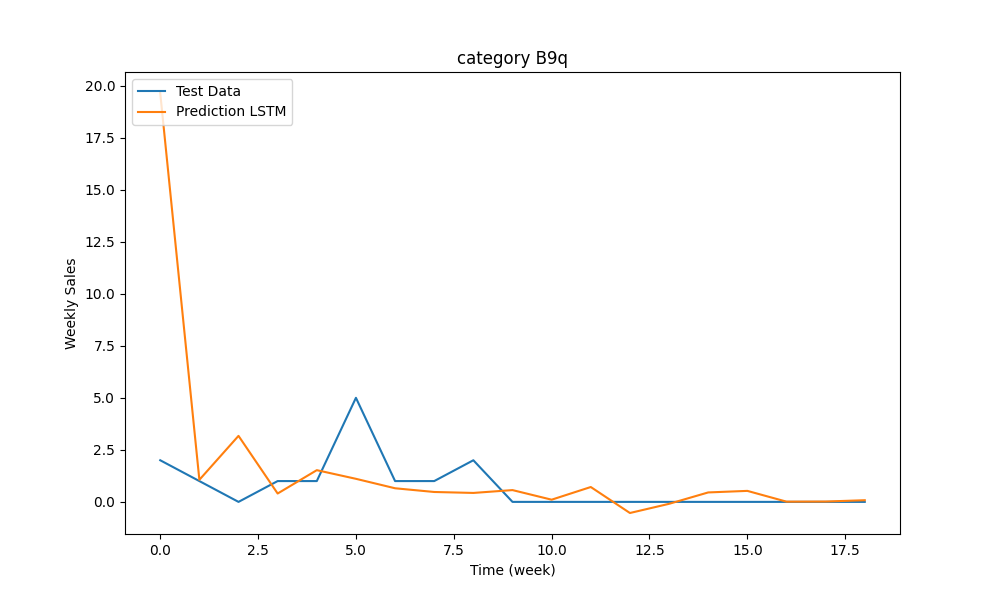 category B9q
Test Data
Prediction LSTM
Weekly Sales
20.0
17.5
15.0
12.5
10.0
7.5
5.0
2.5
0.0
0.0 2.5 5.0 7.5 10.0 12.5 15.0 17.5
Time (week)